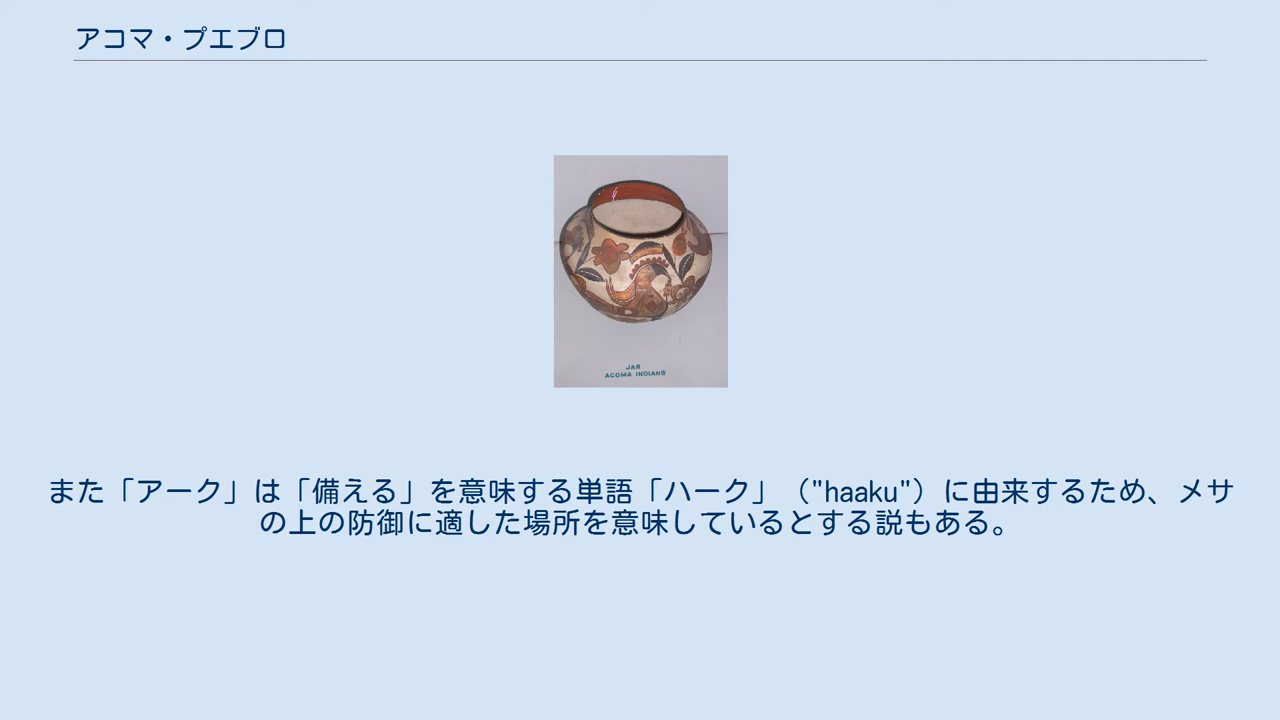 アコマ・プエブロ
JAR
ACOMA INDIANS
また「アーク」は「備える」を意味する単語「ハーク」（"haaku"）に由来するため、メサ
の上の防御に適した場所を意味しているとする説もある。